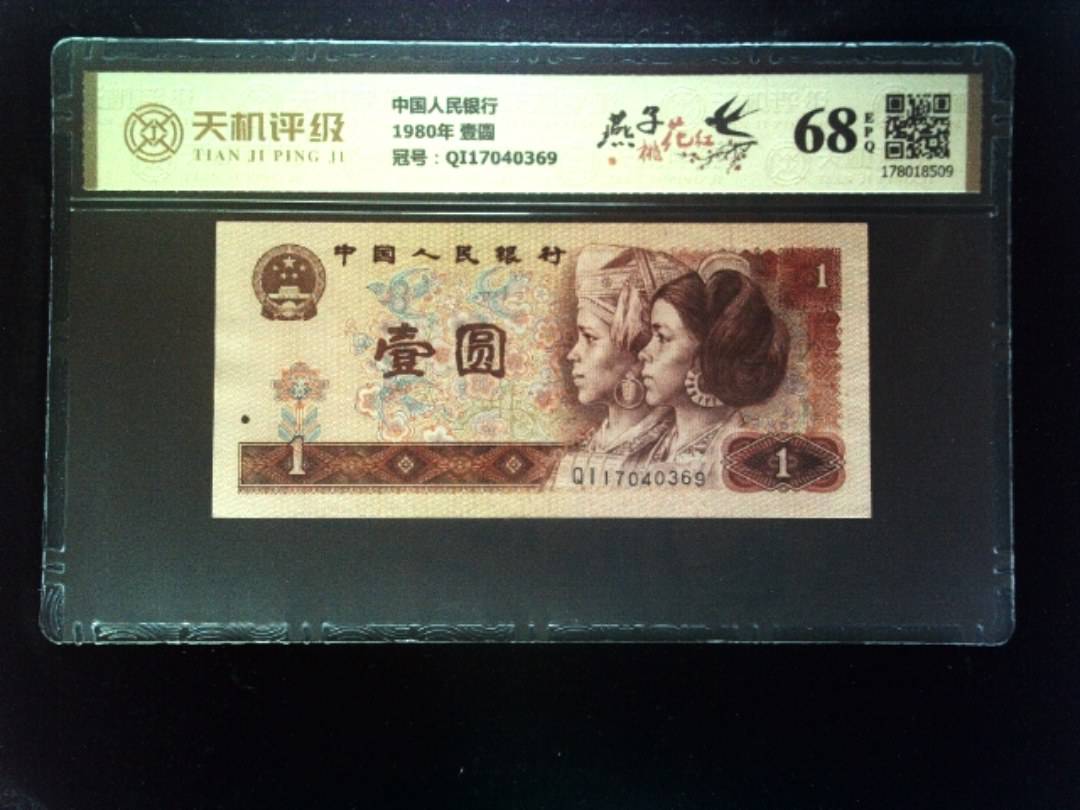 天机评级
TIAN JI PING JI
中国人民银行
1980年 壹圆
冠号：QI17040369
燕子
桃花红
68
EPQ
178018509
中国人民银行
1
壹圆
1
QI17040369
1